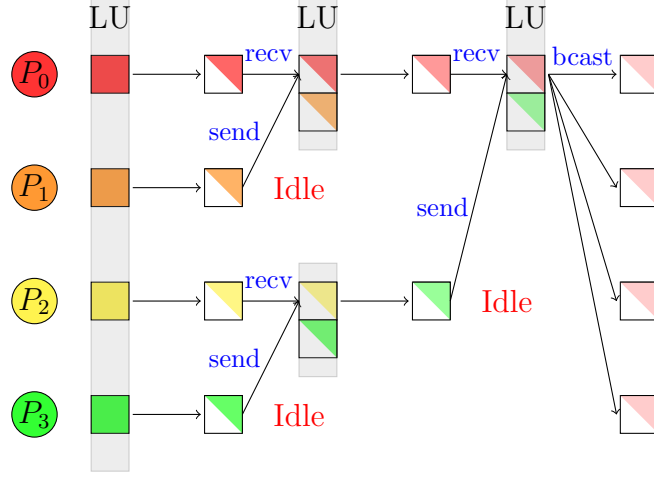 LU LU LU
P0 recv recv bcast
send
P1 Idle
send
P2 recv Idle
send
P3 Idle